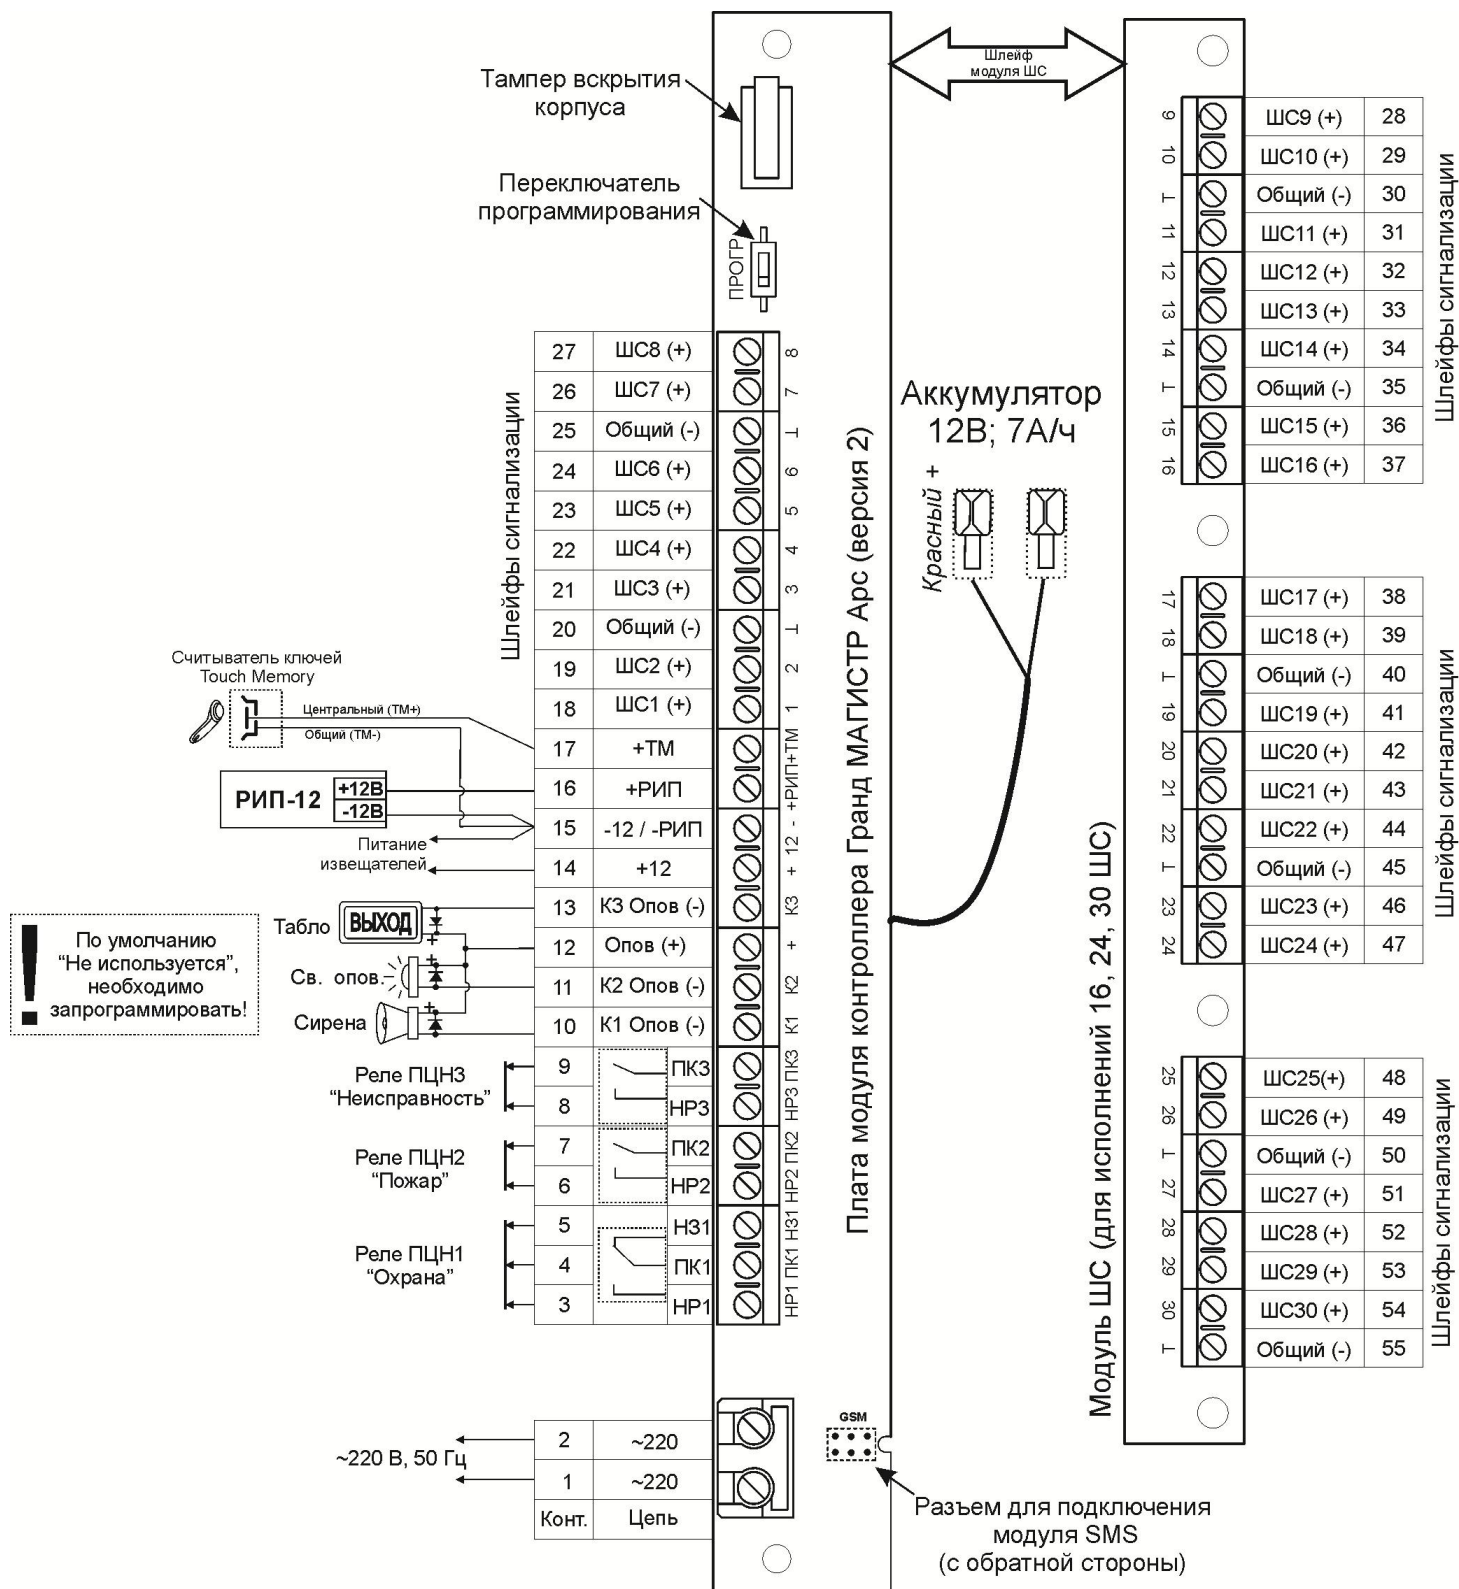 Тампер вскрытия
корпуса
Переключатель
программирования
ПРОГР
Шлейф
модуля ШС
Аккумулятор
12В; 7А/ч
Красный +
Плата модуля контроллера Гранд МАГИСТР Арс (версия 2)
Модуль ШС (для исполнений 16, 24, 30 ШС)
Шлейфы сигнализации
27 ШС8 (+) 8
26 ШС7 (+) 7
25 Общий (-) ⊥
24 ШС6 (+) 6
23 ШС5 (+) 5
22 ШС4 (+) 4
21 ШС3 (+) 3
20 Общий (-) ⊥
19 ШС2 (+) 2
18 ШС1 (+) 1
17 +ТМ +ТМ
16 +РИП +РИП
15 -12 / -РИП 12 -
14 +12 +
13 К3 Опов (-) К3
12 Опов (+) +
11 К2 Опов (-) К2
10 К1 Опов (-) К1
9 ПК3 ПК3
8 НР3 НР3
7 ПК2 ПК2
6 НР2 НР2
5 НЗ1 НЗ1
4 ПК1 ПК1
3 НР1 НР1
2 ~220
1 ~220
Конт. Цепь
Считыватель ключей
Touch Memory
Центральный (ТМ+)
Общий (ТМ-)
РИП-12
+12В
-12В
Питание
извещателей
Табло
ВЫХОД
+
Св. опов.
+
Сирена
+
!
По умолчанию
“Не используется”,
необходимо
запрограммировать!
Реле ПЦН3
“Неисправность”
Реле ПЦН2
“Пожар”
Реле ПЦН1
“Охрана”
~220 В, 50 Гц
GSM
Разъем для подключения
модуля SMS
(с обратной стороны)
9 ШС9 (+) 28
10 ШС10 (+) 29
⊥ Общий (-) 30
11 ШС11 (+) 31
12 ШС12 (+) 32
13 ШС13 (+) 33
14 ШС14 (+) 34
⊥ Общий (-) 35
15 ШС15 (+) 36
16 ШС16 (+) 37
Шлейфы сигнализации
17 ШС17 (+) 38
18 ШС18 (+) 39
⊥ Общий (-) 40
19 ШС19 (+) 41
20 ШС20 (+) 42
21 ШС21 (+) 43
22 ШС22 (+) 44
⊥ Общий (-) 45
23 ШС23 (+) 46
24 ШС24 (+) 47
Шлейфы сигнализации
25 ШС25(+) 48
26 ШС26 (+) 49
⊥ Общий (-) 50
27 ШС27 (+) 51
28 ШС28 (+) 52
29 ШС29 (+) 53
30 ШС30 (+) 54
⊥ Общий (-) 55
Шлейфы сигнализации